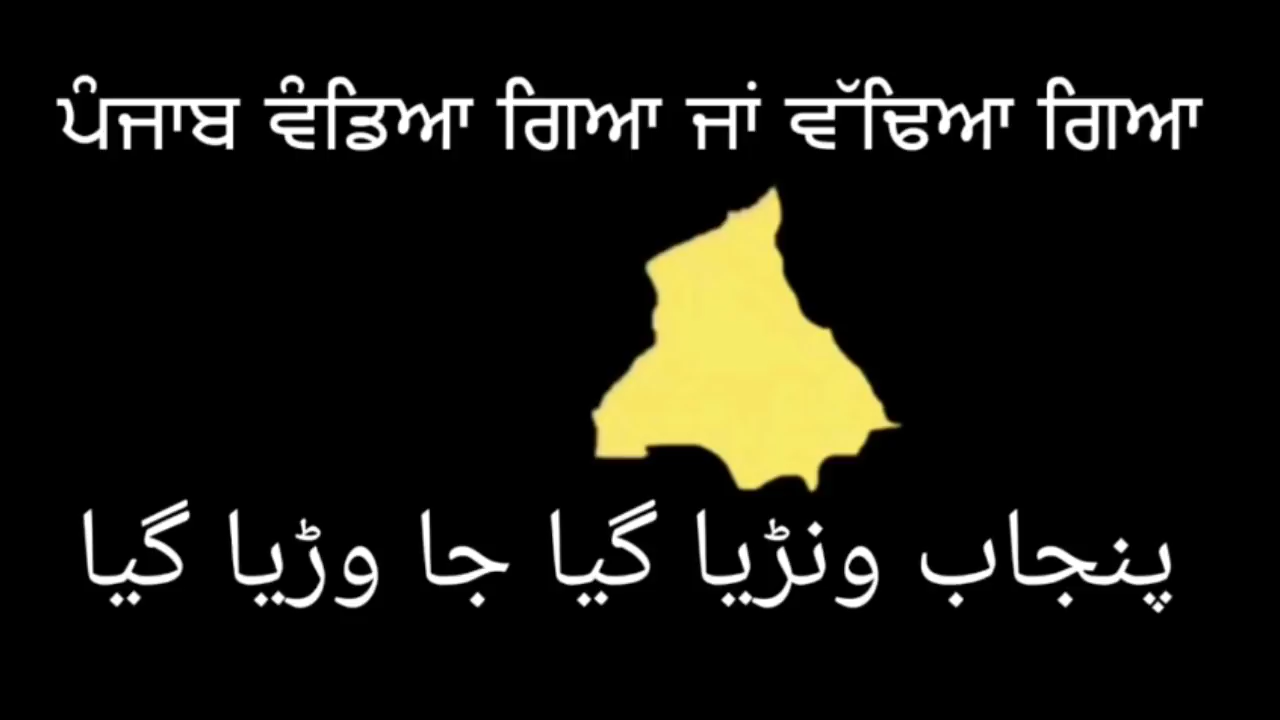 ਪੰਜਾਬ ਵੰਡਿਆ ਗਿਆ ਜਾਂ ਵੱਢਿਆ ਗਿਆ
پنجاب ونڑیا گیا جا وڑیا گیا